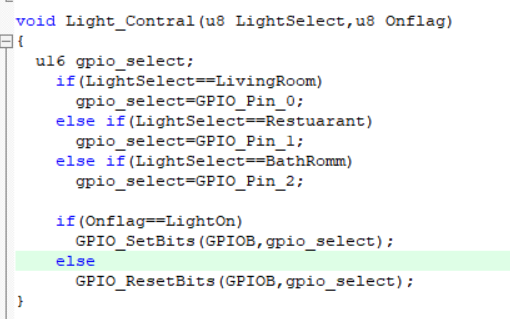 void Light_Contral(u8 LightSelect,u8 Onflag)
{
u16 gpio_select;
if(LightSelect==LivingRoom)
gpio_select=GPIO_Pin_0;
else if(LightSelect==Restuarant)
gpio_select=GPIO_Pin_1;
else if(LightSelect==BathRomm)
gpio_select=GPIO_Pin_2;
if(Onflag==LightOn)
GPIO_SetBits(GPIOB,gpio_select);
else
GPIO_ResetBits(GPIOB,gpio_select);
}